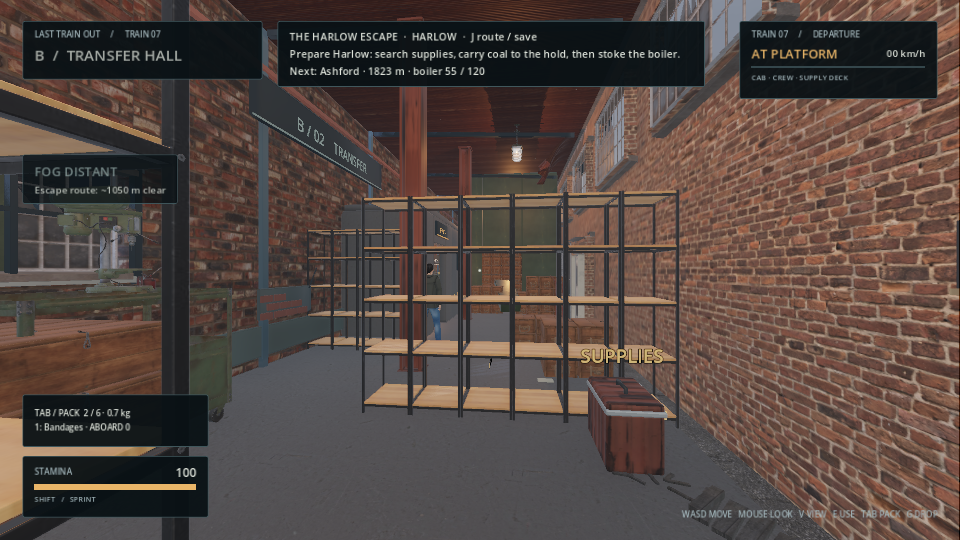 LAST TRAIN OUT / TRAIN 07
B / TRANSFER HALL
THE HARLOW ESCAPE · HARLOW · J route / save
Prepare Harlow: search supplies, carry coal to the hold, then stoke the boiler.
Next: Ashford · 1823 m · boiler 55 / 120
TRAIN 07 / DEPARTURE
AT PLATFORM 00 km/h
CAB · CREW · SUPPLY DECK
B / 02 TRANSFER
FOG DISTANT
Escape route: ~1050 m clear
SUPPLIES
TAB / PACK 2 / 6 · 0.7 kg
1: Bandages · ABOARD 0
STAMINA 100
SHIFT / SPRINT
WASD MOVE MOUSE LOOK V VIEW E USE TAB PACK G DROP